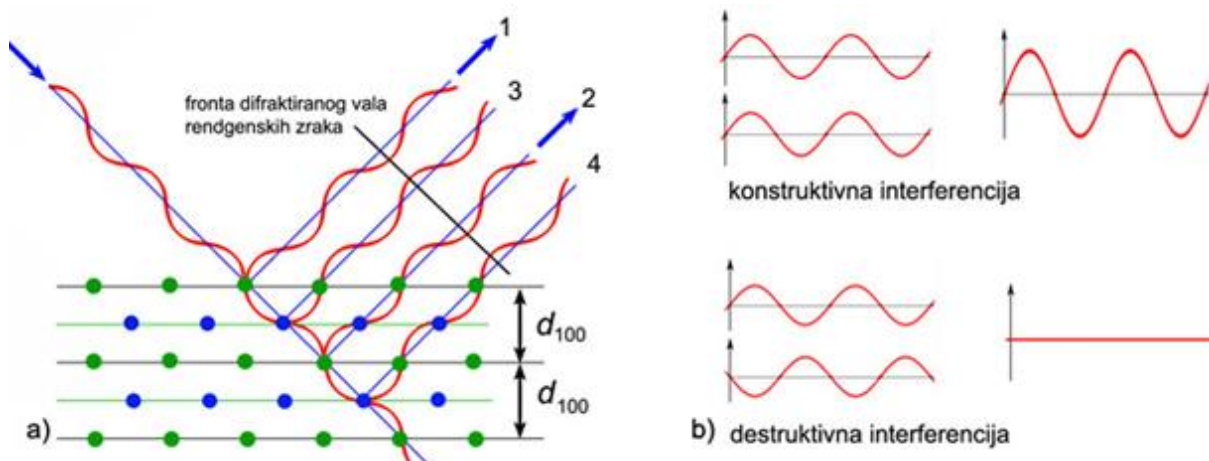 1
3
2
4
fronta difraktiranog vala
rendgenskih zraka
d100
d100
a)
konstruktivna interferencija
b)
destruktivna interferencija